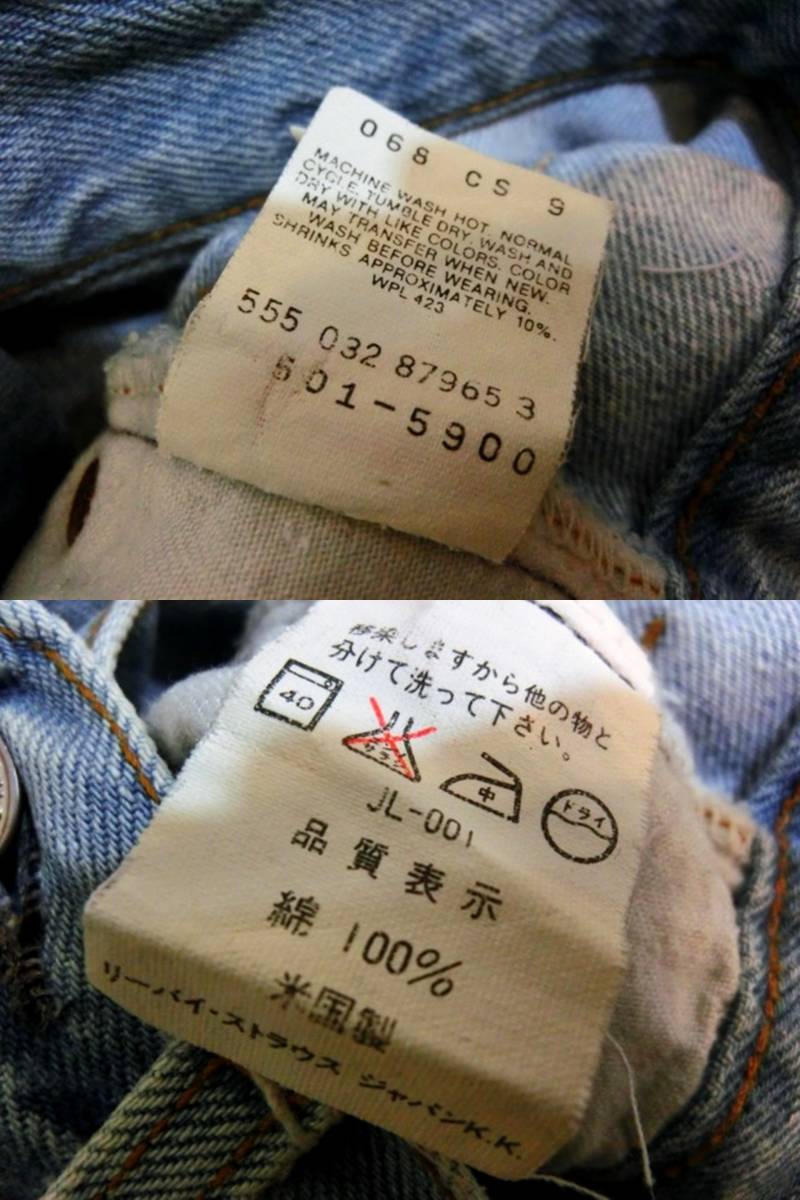 068 CS 9
MACHINE WASH HOT. NORMAL
CYCLE. TUMBLE DRY. WASH AND
DRY WITH LIKE COLORS. COLOR
MAY TRANSFER WHEN NEW.
WASH BEFORE WEARING.
SHRINKS APPROXIMATELY 10%.
WPL 423
555 032 87965 3
501-5900
移染しますから他の物と
分けて洗って下さい。
40
サラシ
中
ドライ
JL-001
品質表示
綿 100%
米国製
リーバイ・ストラウス ジャパンK.K.